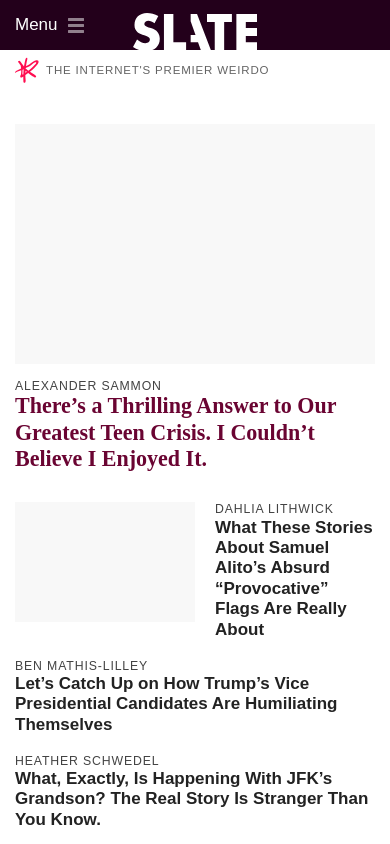 Menu
SLATE
THE INTERNET'S PREMIER WEIRDO
ALEXANDER SAMMON
There’s a Thrilling Answer to Our
Greatest Teen Crisis. I Couldn’t
Believe I Enjoyed It.
DAHLIA LITHWICK
What These Stories
About Samuel
Alito’s Absurd
“Provocative”
Flags Are Really
About
BEN MATHIS-LILLEY
Let’s Catch Up on How Trump’s Vice
Presidential Candidates Are Humiliating
Themselves
HEATHER SCHWEDEL
What, Exactly, Is Happening With JFK’s
Grandson? The Real Story Is Stranger Than
You Know.